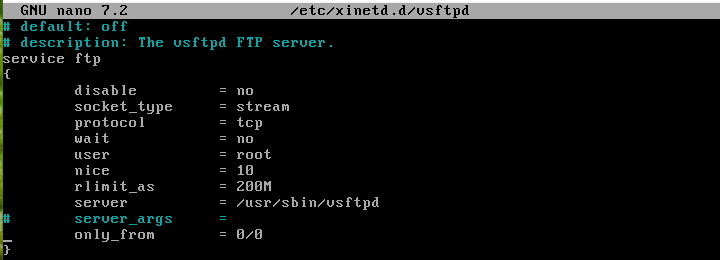 GNU nano 7.2 /etc/xinetd.d/vsftpd
# default: off
# description: The vsftpd FTP server.
service ftp
{
disable = no
socket_type = stream
protocol = tcp
wait = no
user = root
nice = 10
rlimit_as = 200M
server = /usr/sbin/vsftpd
# server_args =
only_from = 0/0
}